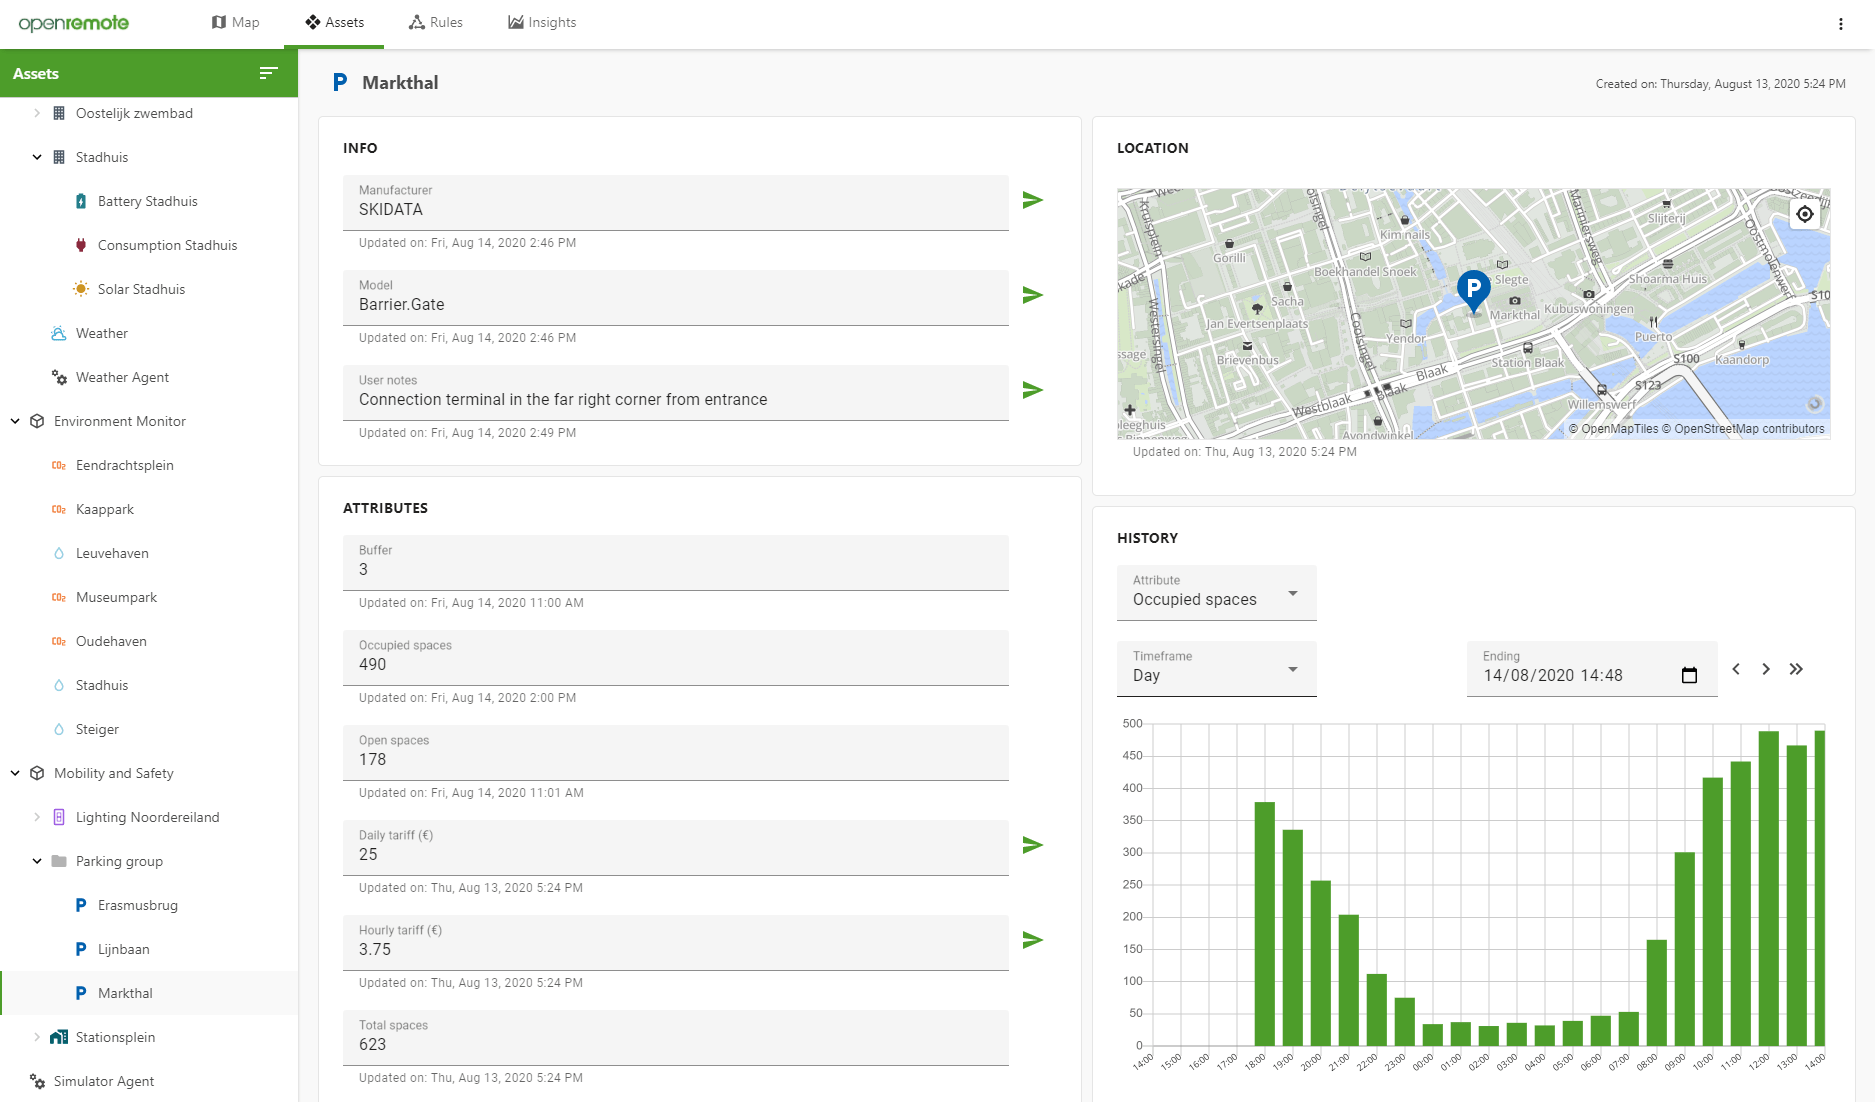 openremote
Map
Assets
Rules
Insights
Assets
Oostelijk zwembad
Stadhuis
Battery Stadhuis
Consumption Stadhuis
Solar Stadhuis
Weather
Weather Agent
Environment Monitor
CO2 Eendrachtsplein
CO2 Kaappark
Leuvehaven
CO2 Museumpark
CO2 Oudehaven
Stadhuis
Steiger
Mobility and Safety
Lighting Noordereiland
Parking group
P Erasmusbrug
P Lijnbaan
P Markthal
Stationsplein
Simulator Agent
P Markthal
Created on: Thursday, August 13, 2020 5:24 PM
INFO
Manufacturer
SKIDATA
Updated on: Fri, Aug 14, 2020 2:46 PM
Model
Barrier.Gate
Updated on: Fri, Aug 14, 2020 2:46 PM
User notes
Connection terminal in the far right corner from entrance
Updated on: Fri, Aug 14, 2020 2:49 PM
ATTRIBUTES
Buffer
3
Updated on: Fri, Aug 14, 2020 11:00 AM
Occupied spaces
490
Updated on: Fri, Aug 14, 2020 2:00 PM
Open spaces
178
Updated on: Fri, Aug 14, 2020 11:01 AM
Daily tariff (€)
25
Updated on: Thu, Aug 13, 2020 5:24 PM
Hourly tariff (€)
3.75
Updated on: Thu, Aug 13, 2020 5:24 PM
Total spaces
623
Updated on: Thu, Aug 13, 2020 5:24 PM
LOCATION
Kruisplein
Coolsingel
Mariniersweg
Slijterij
Oostmolenwerf
Kiminails
Gorilli
Boekhandel Snoek
Slegte
Shoarma Huis
kade
Sacha
P
S10
Westersingel
Jan Evertsenplaats
Coolsingel
Markthal
Kubuswoningen
Yendor
Puerto
ssage
Brievenbus
Station Blaak
S100
Kaandorp
Blaak
Blaak
S123
Westblaak
Willemswerf
leeghuis
Avondwinkel
© OpenMapTiles © OpenStreetMap contributors
Updated on: Thu, Aug 13, 2020 5:24 PM
HISTORY
Attribute
Occupied spaces
Timeframe
Day
Ending
14/08/2020 14:48
500
450
400
350
300
250
200
150
100
50
0
14:00 15:00 16:00 17:00 18:00 19:00 20:00 21:00 22:00 23:00 00:00 01:00 02:00 03:00 04:00 05:00 06:00 07:00 08:00 09:00 10:00 11:00 12:00 13:00 14:00